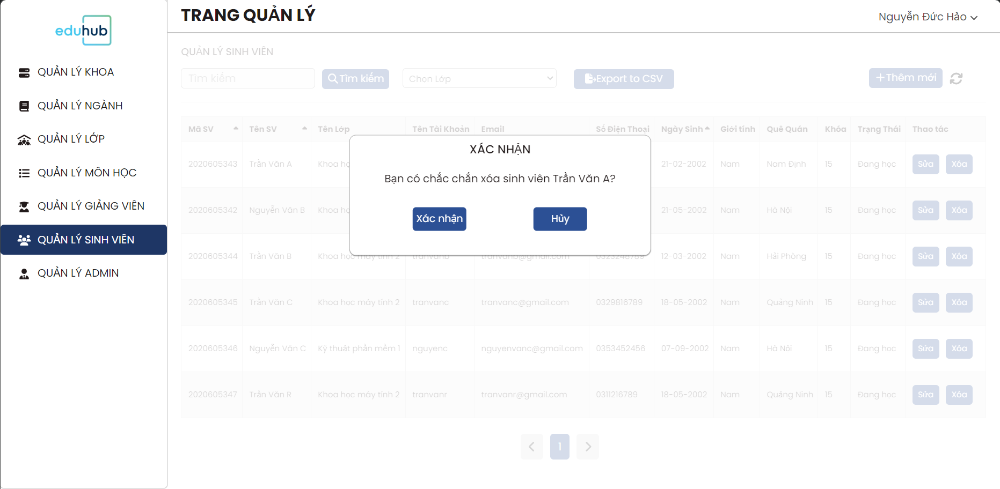 eduhub
QUẢN LÝ KHOA
QUẢN LÝ NGÀNH
QUẢN LÝ LỚP
QUẢN LÝ MÔN HỌC
QUẢN LÝ GIẢNG VIÊN
QUẢN LÝ SINH VIÊN
QUẢN LÝ ADMIN
TRANG QUẢN LÝ
Nguyễn Đức Hảo
QUẢN LÝ SINH VIÊN
Tìm kiếm Tìm kiếm Chọn Lớp Export to CSV Thêm mới
Mã SV Tên SV Tên Lớp Tên Tài Khoản Email Số Điện Thoại Ngày Sinh Giới tính Quê Quán Khóa Trạng Thái Thao tác
2020605343 Trần Văn A Khoa 21-02-2002 Nam Nam Định 15 Đang học Sửa Xóa
2020605342 Nguyễn Văn B Khoa 21-05-2002 Nam Hà Nội 15 Đang học Sửa Xóa
2020605344 Trần Văn B Khoa học máy tính 2 tranvanb tranvanb@gmail.com 0323248789 12-03-2002 Nam Hải Phòng 15 Đang học Sửa Xóa
2020605345 Trần Văn C Khoa học máy tính 2 tranvanc tranvanc@gmail.com 0329816789 18-05-2002 Nam Quảng Ninh 15 Đang học Sửa Xóa
2020605346 Nguyễn Văn C Kỹ thuật phần mềm 1 nguyenc nguyenvanc@gmail.com 0353452456 07-09-2002 Nam Hà Nội 15 Đang học Sửa Xóa
2020605347 Trần Văn R Khoa học máy tính 2 tranvanr tranvanr@gmail.com 0311216789 18-05-2002 Nam Quảng Ninh 15 Đang học Sửa Xóa
XÁC NHẬN
Bạn có chắc chắn xóa sinh viên Trần Văn A?
Xác nhận Hủy
1